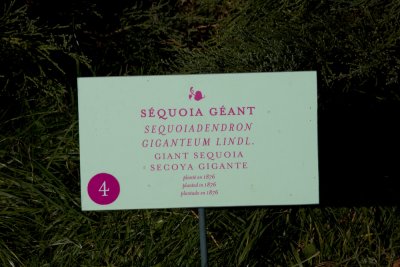 SÉQUOIA GÉANT
SEQUOIADENDRON
GIGANTEUM LINDL.
GIANT SEQUOIA
SECOYA GIGANTE
planté en 1876
planted in 1876
plantado en 1876
4